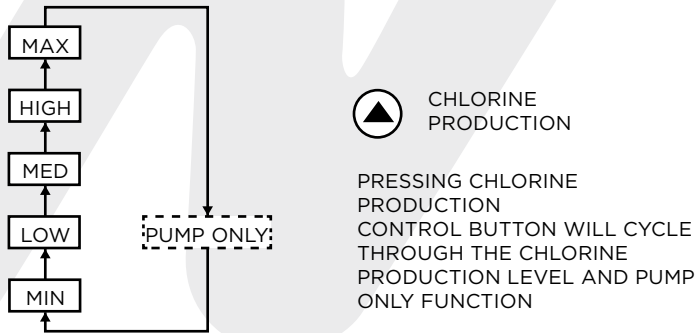 MAX
HIGH
MED
LOW
MIN
PUMP ONLY
CHLORINE
PRODUCTION
PRESSING CHLORINE
PRODUCTION
CONTROL BUTTON WILL CYCLE
THROUGH THE CHLORINE
PRODUCTION LEVEL AND PUMP
ONLY FUNCTION